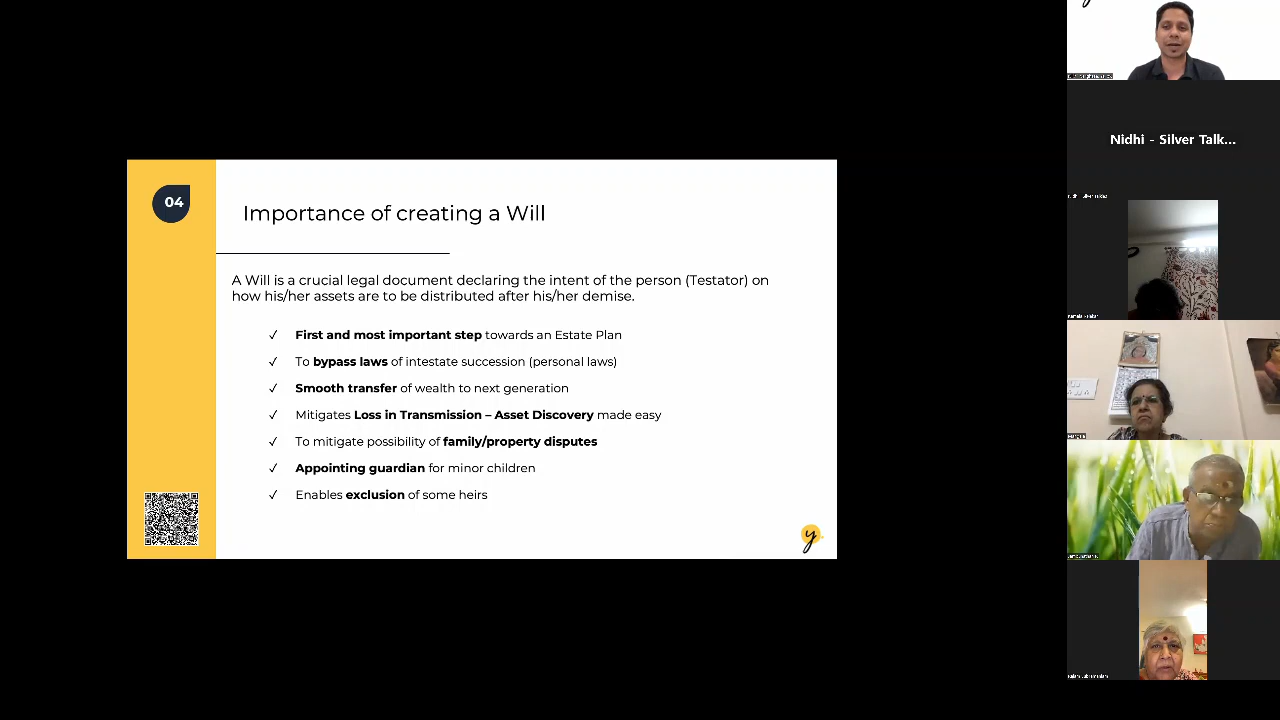 04
Importance of creating a Will
A Will is a crucial legal document declaring the intent of the person (Testator) on
how his/her assets are to be distributed after his/her demise.
✓ First and most important step towards an Estate Plan
✓ To bypass laws of intestate succession (personal laws)
✓ Smooth transfer of wealth to next generation
✓ Mitigates Loss in Transmission – Asset Discovery made easy
✓ To mitigate possibility of family/property disputes
✓ Appointing guardian for minor children
✓ Enables exclusion of some heirs
y
Nidhi - Silver Talk...